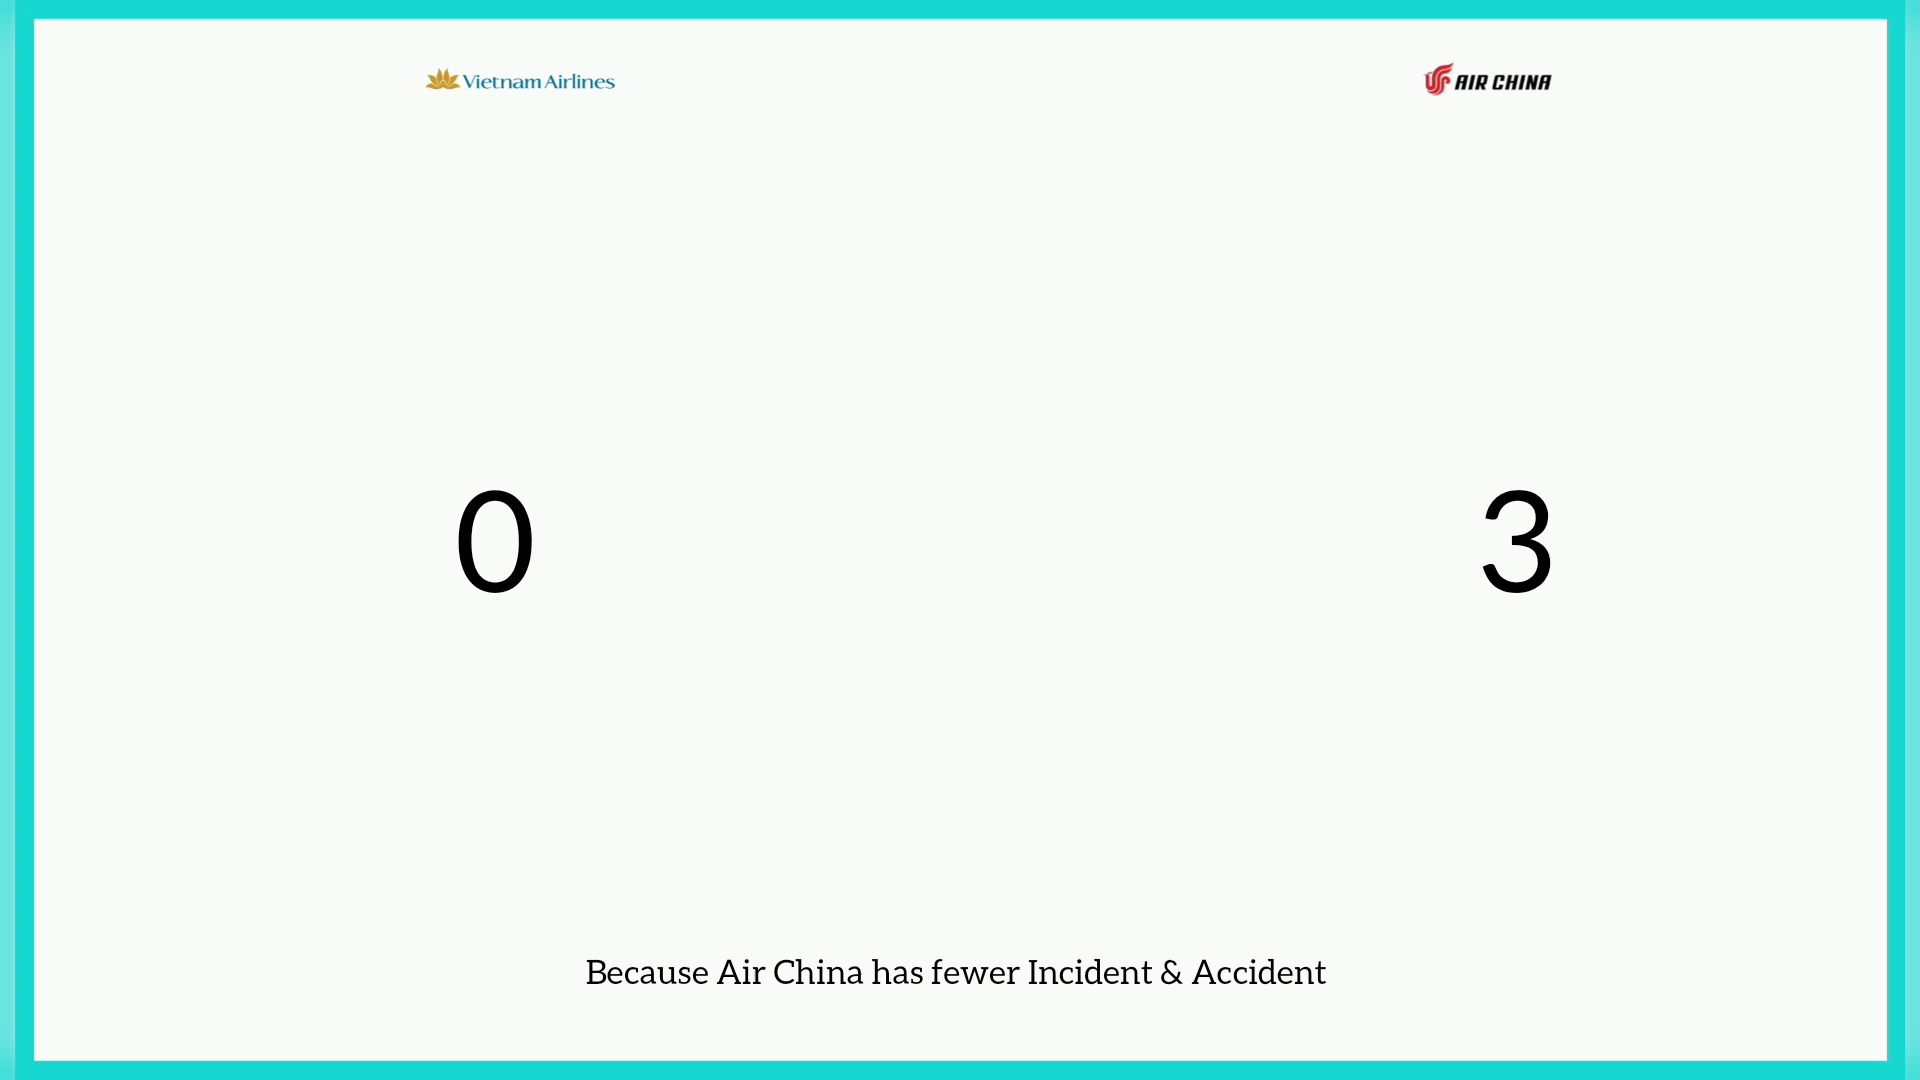 Vietnam Airlines
AIR CHINA
0
3
Because Air China has fewer Incident & Accident